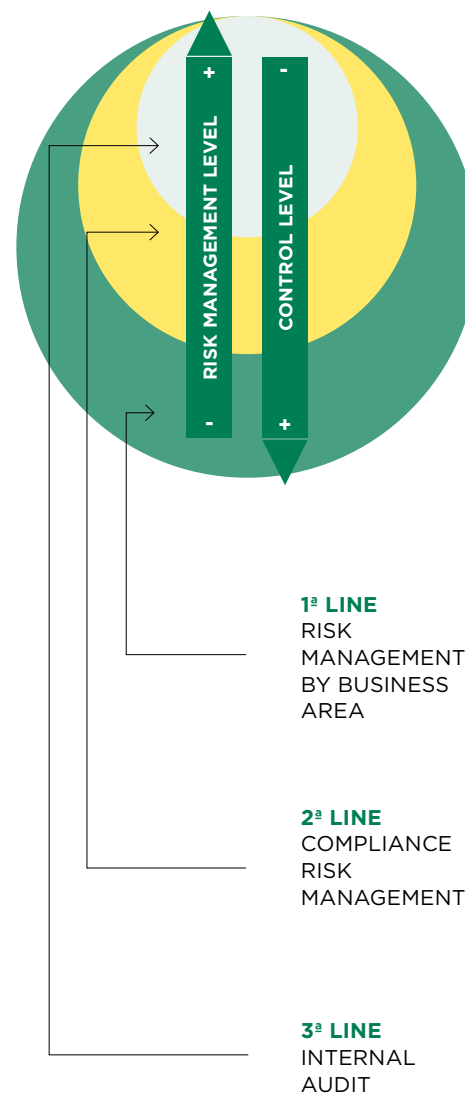 +
RISK MANAGEMENT LEVEL
-
-
CONTROL LEVEL
+
1ª LINE
RISK
MANAGEMENT
BY BUSINESS
AREA
2ª LINE
COMPLIANCE
RISK
MANAGEMENT
3ª LINE
INTERNAL
AUDIT